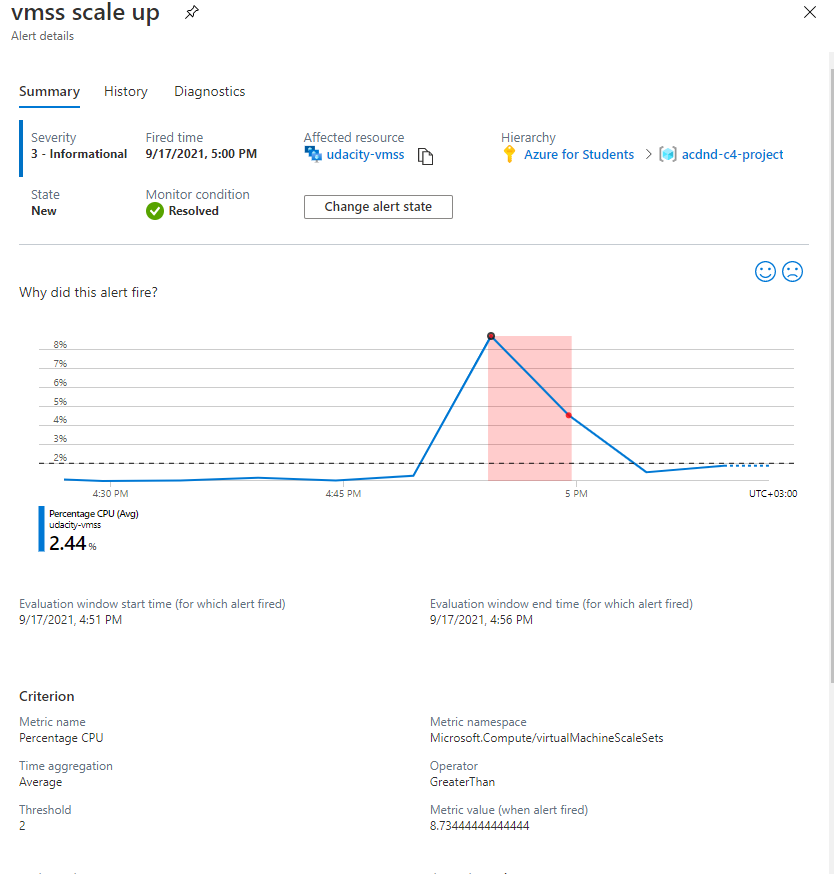 vmss scale up
Alert details
Summary History Diagnostics
Severity Fired time Affected resource Hierarchy
3 - Informational 9/17/2021, 5:00 PM udacity-vmss Azure for Students > acdnd-c4-project
State Monitor condition
New Resolved Change alert state
Why did this alert fire?
8%
7%
6%
5%
4%
3%
2%
4:30 PM 4:45 PM 5 PM UTC+03:00
Percentage CPU (Avg)
udacity-vmss
2.44 %
Evaluation window start time (for which alert fired) Evaluation window end time (for which alert fired)
9/17/2021, 4:51 PM 9/17/2021, 4:56 PM
Criterion
Metric name Metric namespace
Percentage CPU Microsoft.Compute/virtualMachineScaleSets
Time aggregation Operator
Average GreaterThan
Threshold Metric value (when alert fired)
2 8.73444444444444